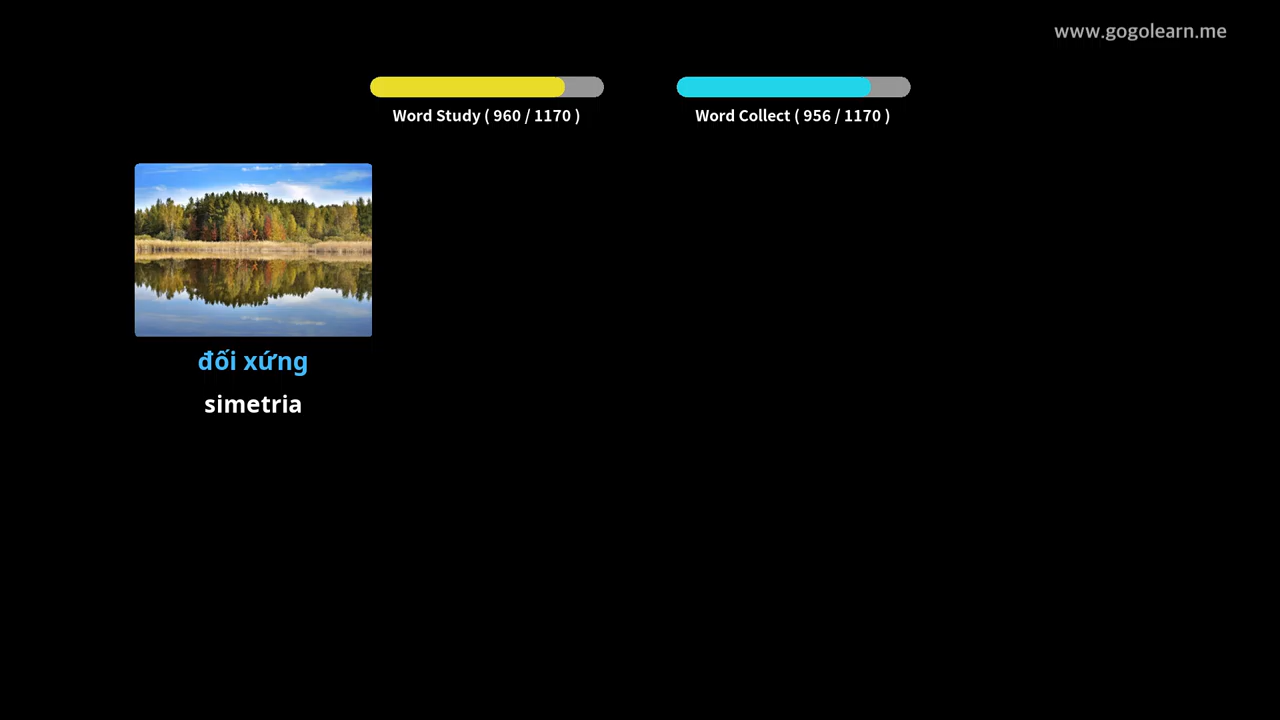 www.gogolearn.me
Word Study ( 960 / 1170 )
Word Collect ( 956 / 1170 )
đối xứng
simetria